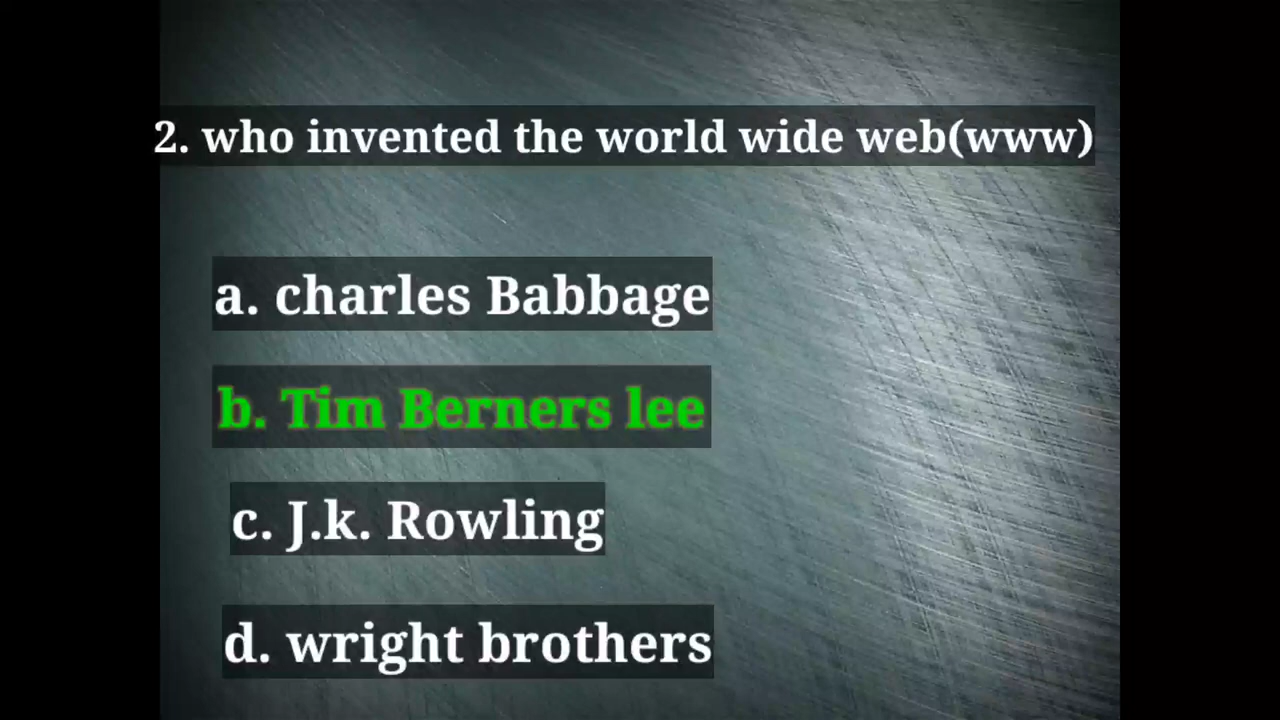 2. who invented the world wide web(www)
a. charles Babbage
b. Tim Berners lee
c. J.k. Rowling
d. wright brothers